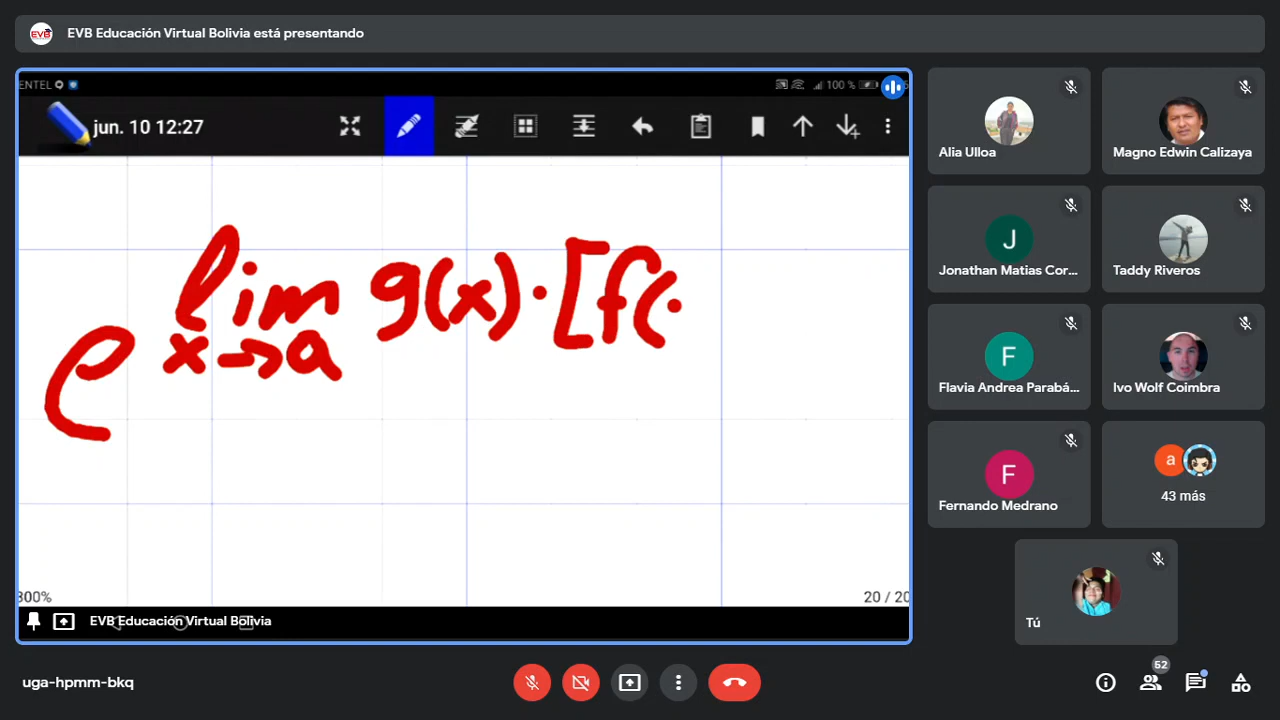 EVB Educación Virtual Bolivia está presentando
ENTEL
100 %
jun. 10 12:27
e lim g(x)·[f(
x→a
300%
20 / 20
EVB Educación Virtual Bolivia
Alia Ulloa
Magno Edwin Calizaya
J
Jonathan Matias Cor...
Taddy Riveros
F
Flavia Andrea Parabá...
Ivo Wolf Coimbra
F
Fernando Medrano
a
43 más
Tú
uga-hpmm-bkq
52